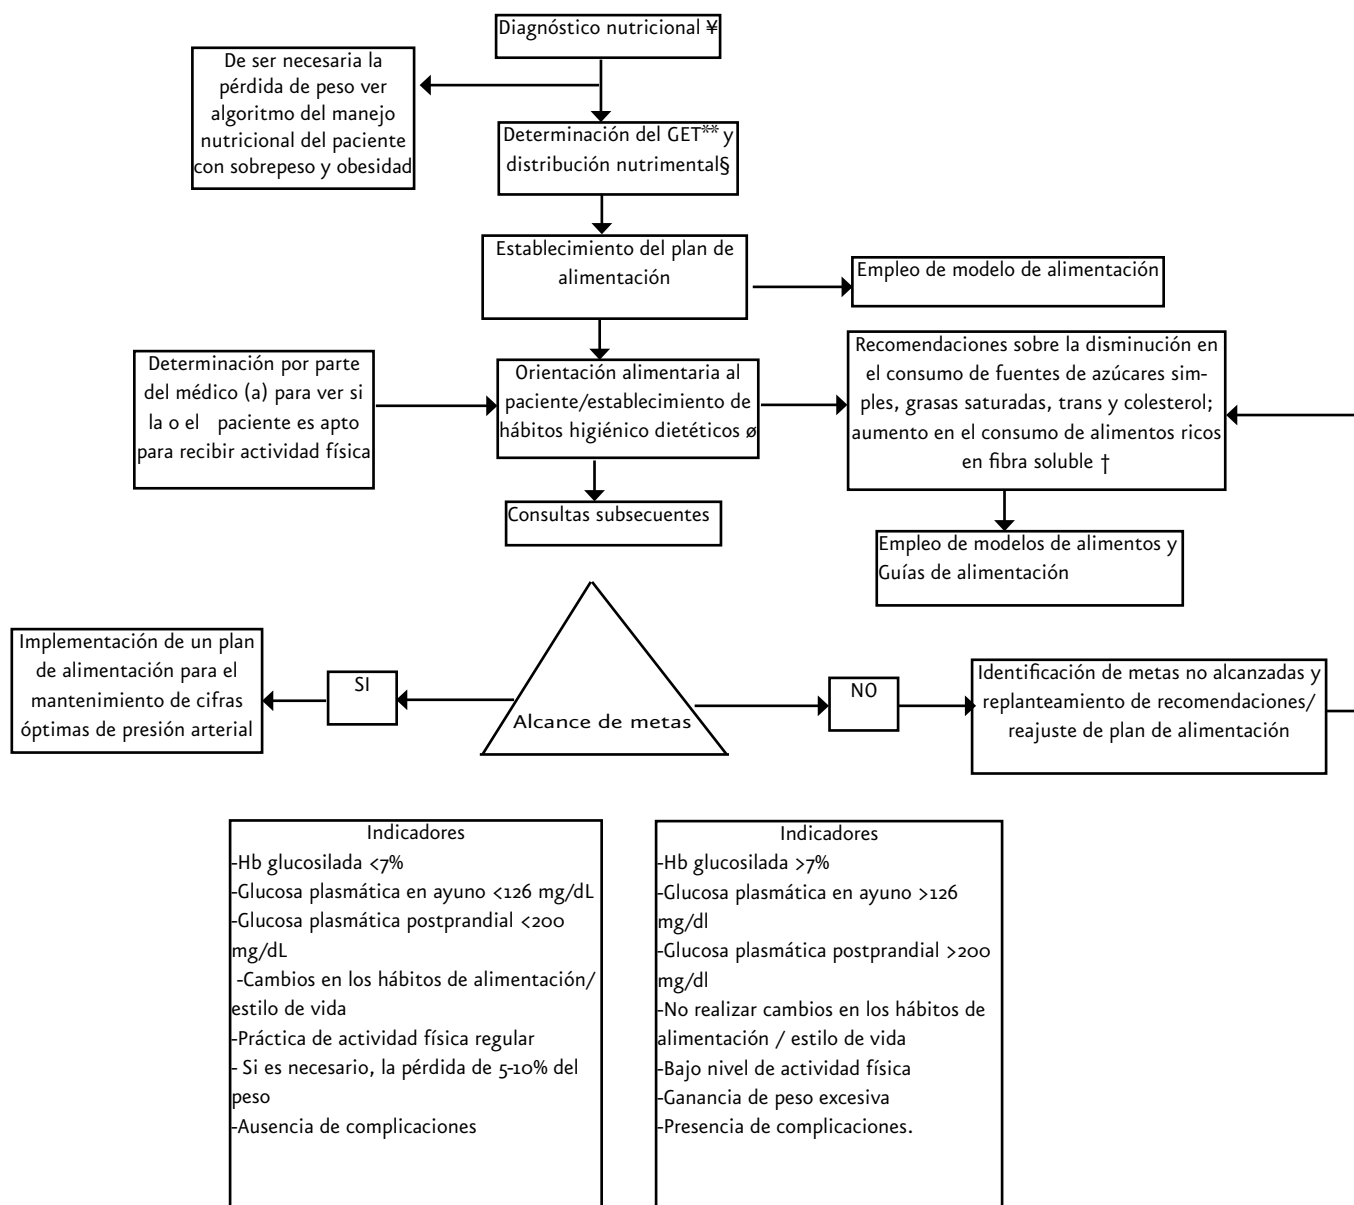 Diagnóstico nutricional ¥
De ser necesaria la
pérdida de peso ver
algoritmo del manejo
nutricional del paciente
con sobrepeso y obesidad
Determinación del GET** y
distribución nutrimental§
Establecimiento del plan de
alimentación
Empleo de modelo de alimentación
Determinación por parte
del médico (a) para ver si
la o el paciente es apto
para recibir actividad física
Orientación alimentaria al
paciente/establecimiento de
hábitos higiénico dietéticos ø
Recomendaciones sobre la disminución en
el consumo de fuentes de azúcares sim-
ples, grasas saturadas, trans y colesterol;
aumento en el consumo de alimentos ricos
en fibra soluble †
Consultas subsecuentes
Empleo de modelos de alimentos y
Guías de alimentación
Implementación de un plan
de alimentación para el
mantenimiento de cifras
óptimas de presión arterial
SI
Alcance de metas
NO
Identificación de metas no alcanzadas y
replanteamiento de recomendaciones/
reajuste de plan de alimentación
Indicadores
-Hb glucosilada <7%
-Glucosa plasmática en ayuno <126 mg/dL
-Glucosa plasmática postprandial <200
mg/dL
-Cambios en los hábitos de alimentación/
estilo de vida
-Práctica de actividad física regular
- Si es necesario, la pérdida de 5-10% del
peso
-Ausencia de complicaciones
Indicadores
-Hb glucosilada >7%
-Glucosa plasmática en ayuno >126
mg/dl
-Glucosa plasmática postprandial >200
mg/dl
-No realizar cambios en los hábitos de
alimentación / estilo de vida
-Bajo nivel de actividad física
-Ganancia de peso excesiva
-Presencia de complicaciones.